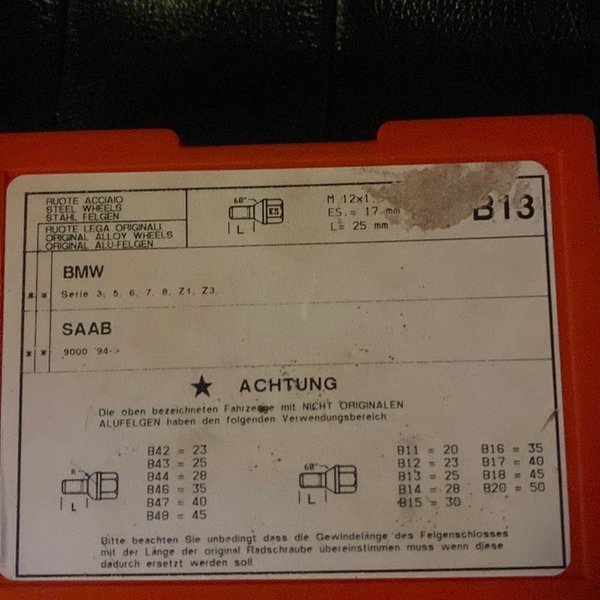 RUOTE ACCIAIO
STEEL WHEELS
STAHL FELGEN
RUOTE LEGA ORIGINALI
ORIGINAL ALLOY WHEELS
ORIGINAL ALU-FELGEN
60°
ES
L
M 12x1.
ES.= 17 mm
L= 25 mm
B13
BMW
* * Serie 3, 5, 6, 7, 8, Z1, Z3
SAAB
* * 9000 '94->
★ ACHTUNG
Die oben bezeichneten Fahrzeuge mit NICHT ORIGINALEN
ALUFELGEN haben den folgenden Verwendungsbereich
B42 = 23
B43 = 25
B44 = 28
B46 = 35
B47 = 40
B48 = 45
R
L
60°
L
B11 = 20
B12 = 23
B13 = 25
B14 = 28
B15 = 30
B16 = 35
B17 = 40
B18 = 45
B20 = 50
Bitte beachten Sie unbedingt dass die Gewindelänge des Felgenschlosses
mit der Länge der original Radschraube übereinstimmen muss wenn diese
dadurch ersetzt werden soll.